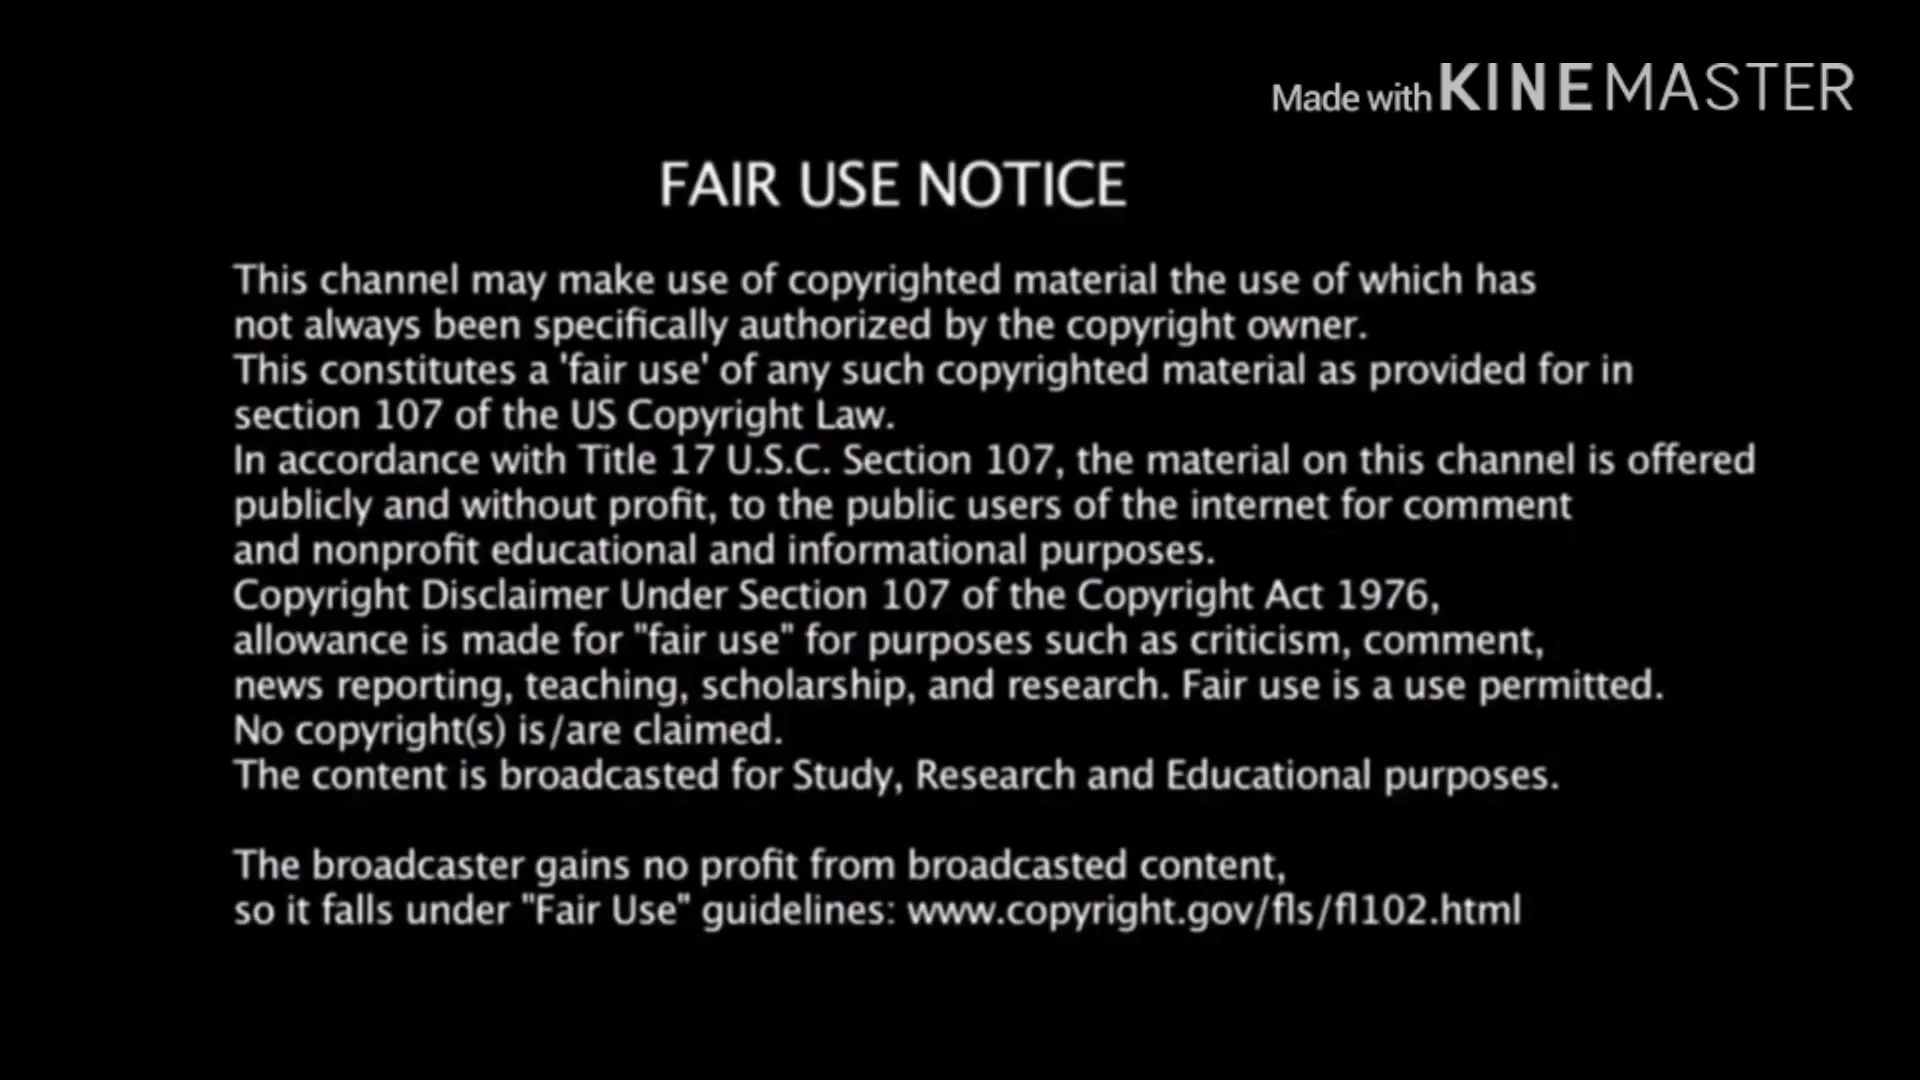 Made with KINEMASTER
FAIR USE NOTICE
This channel may make use of copyrighted material the use of which has
not always been specifically authorized by the copyright owner.
This constitutes a 'fair use' of any such copyrighted material as provided for in
section 107 of the US Copyright Law.
In accordance with Title 17 U.S.C. Section 107, the material on this channel is offered
publicly and without profit, to the public users of the internet for comment
and nonprofit educational and informational purposes.
Copyright Disclaimer Under Section 107 of the Copyright Act 1976,
allowance is made for "fair use" for purposes such as criticism, comment,
news reporting, teaching, scholarship, and research. Fair use is a use permitted.
No copyright(s) is/are claimed.
The content is broadcasted for Study, Research and Educational purposes.
The broadcaster gains no profit from broadcasted content,
so it falls under "Fair Use" guidelines: www.copyright.gov/fls/fl102.html